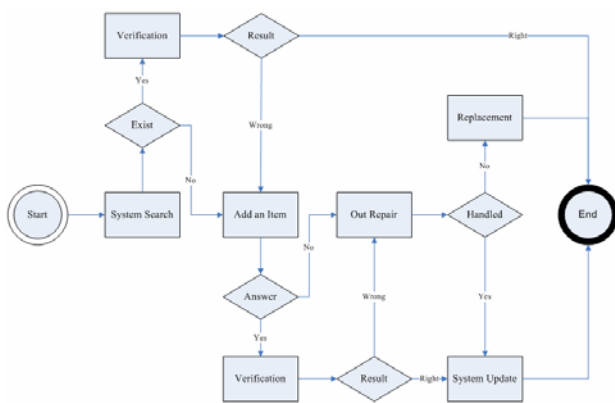 Verification
Result
Right
Yes
Exist
Wrong
Replacement
No
No
Start
System Search
Add an Item
Out Repair
Handled
End
No
Answer
Yes
Wrong
Yes
Verification
Result
Right
System Update